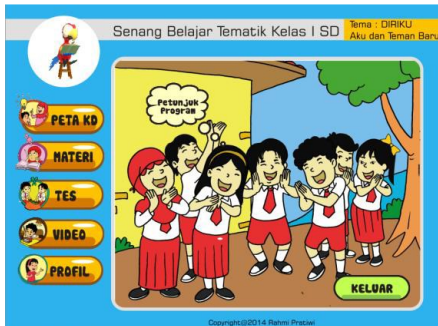 Senang Belajar Tematik Kelas I SD
Tema : DIRIKU
Aku dan Teman Baru
Petunjuk
Program
PETA KD
MATERI
TES
VIDEO
PROFIL
KELUAR
Copyright@2014 Rahmi Pratiwi